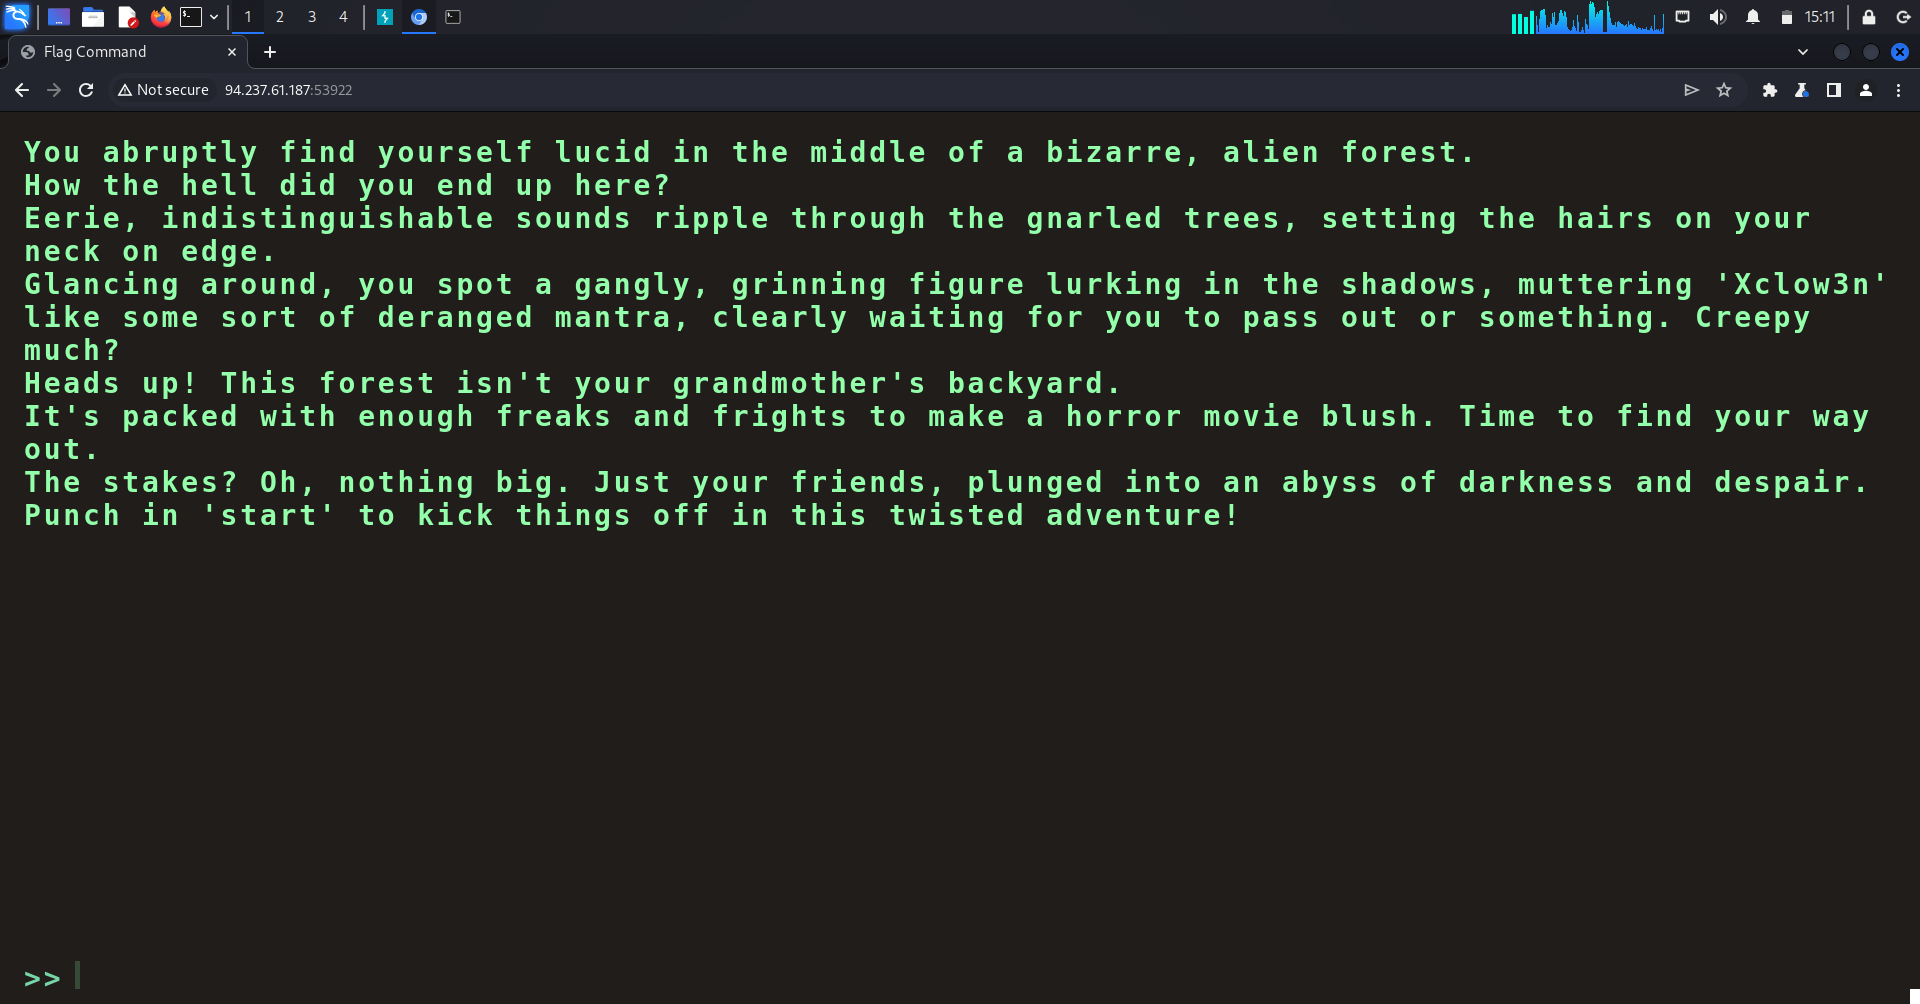 1 2 3 4 15:11
Flag Command
Not secure 94.237.61.187:53922
You abruptly find yourself lucid in the middle of a bizarre, alien forest.
How the hell did you end up here?
Eerie, indistinguishable sounds ripple through the gnarled trees, setting the hairs on your
neck on edge.
Glancing around, you spot a gangly, grinning figure lurking in the shadows, muttering 'Xclow3n'
like some sort of deranged mantra, clearly waiting for you to pass out or something. Creepy
much?
Heads up! This forest isn't your grandmother's backyard.
It's packed with enough freaks and frights to make a horror movie blush. Time to find your way
out.
The stakes? Oh, nothing big. Just your friends, plunged into an abyss of darkness and despair.
Punch in 'start' to kick things off in this twisted adventure!
>>